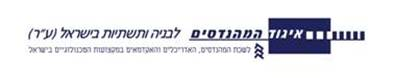 איגוד המהנדסים לבניה ותשתיות בישראל (ע"ר)
לשכת המהנדסים, האדריכלים והאקדמאים במקצועות הטכנולוגיים בישראל